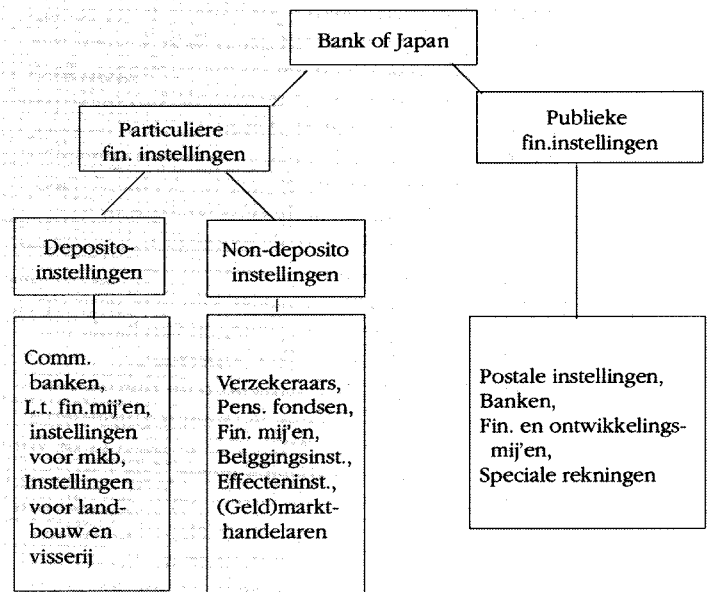 Bank of Japan
Particuliere
fin. instellingen
Publieke
fin.instellingen
Deposito-
instellingen
Non-deposito
instellingen
Comm.
banken,
L.t. fin.mij'en,
instellingen
voor mkb,
Instellingen
voor land-
bouw en
visserij
Verzekeraars,
Pens. fondsen,
Fin. mij'en,
Belggingsinst.,
Effecteninst.,
(Geld)markt-
handelaren
Postale instellingen,
Banken,
Fin. en ontwikkelings-
mij'en,
Speciale rekningen